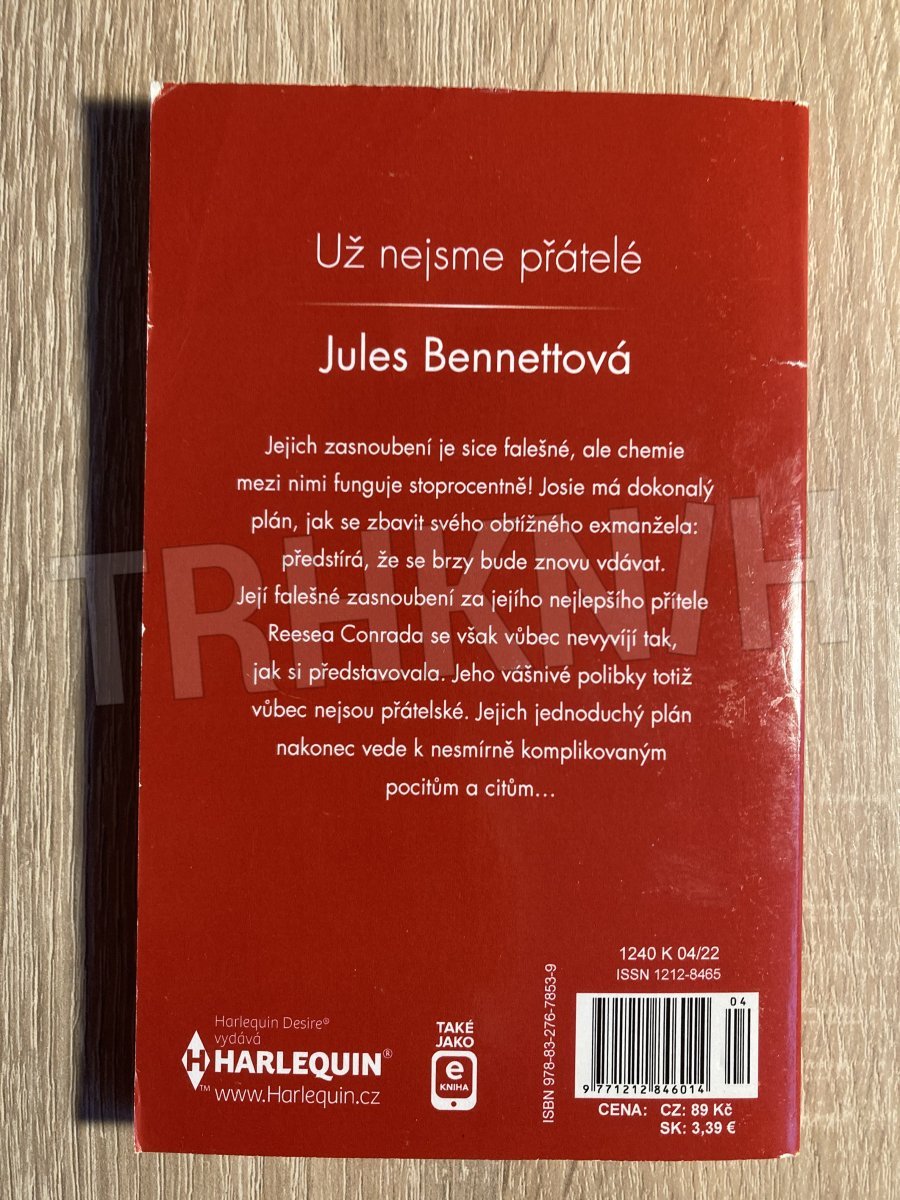 Už nejsme přátelé
Jules Bennettová
Jejich zasnoubení je sice falešné, ale chemie
mezi nimi funguje stoprocentně! Josie má dokonalý
plán, jak se zbavit svého obtížného exmanžela:
předstírá, že se brzy bude znovu vdávat.
Její falešné zasnoubení za jejího nejlepšího přítele
Reesea Conrada se však vůbec nevyvíjí tak,
jak si představovala. Jeho vášnivé polibky totiž
vůbec nejsou přátelské. Jejich jednoduchý plán
nakonec vede k nesmírně komplikovaným
pocitům a citům...
TRHKNIH
Harlequin Desire®
vydává
HARLEQUIN®
™
www.Harlequin.cz
TAKÉ
JAKO
e
KNIHA
ISBN 978-83-276-7853-9
1240 K 04/22
ISSN 1212-8465
04
9 771212 846014
CENA: CZ: 89 Kč
SK: 3,39 €